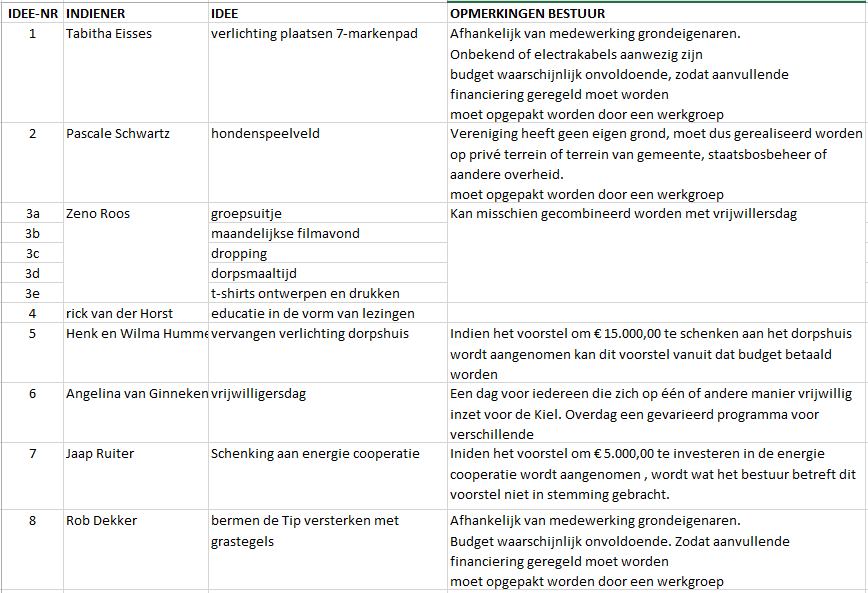 IDEE-NR INDIENER IDEE OPMERKINGEN BESTUUR
1 Tabitha Eisses verlichting plaatsen 7-markenpad Afhankelijk van medewerking grondeigenaren.
Onbekend of electrakabels aanwezig zijn
budget waarschijnlijk onvoldoende, zodat aanvullende
financiering geregeld moet worden
moet opgepakt worden door een werkgroep
2 Pascale Schwartz hondenspeelveld Vereniging heeft geen eigen grond, moet dus gerealiseerd worden
op privé terrein of terrein van gemeente, staatsbosbeheer of
aandere overheid.
moet opgepakt worden door een werkgroep
3a Zeno Roos groepsuitje Kan misschien gecombineerd worden met vrijwillersdag
3b maandelijkse filmavond
3c dropping
3d dorpsmaaltijd
3e t-shirts ontwerpen en drukken
4 rick van der Horst educatie in de vorm van lezingen
5 Henk en Wilma Humme vervangen verlichting dorpshuis Indien het voorstel om € 15.000,00 te schenken aan het dorpshuis
wordt aangenomen kan dit voorstel vanuit dat budget betaald
worden
6 Angelina van Ginneken vrijwilligersdag Een dag voor iedereen die zich op één of andere manier vrijwillig
inzet voor de Kiel. Overdag een gevarieerd programma voor
verschillende
7 Jaap Ruiter Schenking aan energie cooperatie Iniden het voorstel om € 5.000,00 te investeren in de energie
cooperatie wordt aangenomen , wordt wat het bestuur betreft dit
voorstel niet in stemming gebracht.
8 Rob Dekker bermen de Tip versterken met Afhankelijk van medewerking grondeigenaren.
grastegels Budget waarschijnlijk onvoldoende. Zodat aanvullende
financiering geregeld moet worden
moet opgepakt worden door een werkgroep